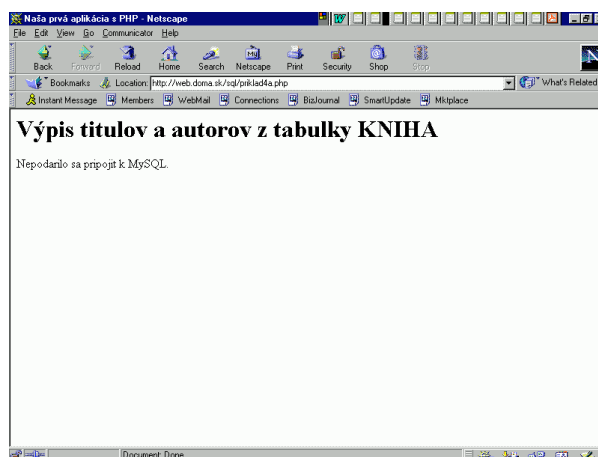 Naša prvá aplikácia s PHP - Netscape
File Edit View Go Communicator Help
Back Forward Reload Home Search Netscape Print Security Shop Stop
Bookmarks Location: http://web.doma.sk/sql/priklad4a.php What's Related
Instant Message Members WebMail Connections BizJournal SmartUpdate Mktplace
Výpis titulov a autorov z tabulky KNIHA
Nepodarilo sa pripojit k MySQL.
Document: Done